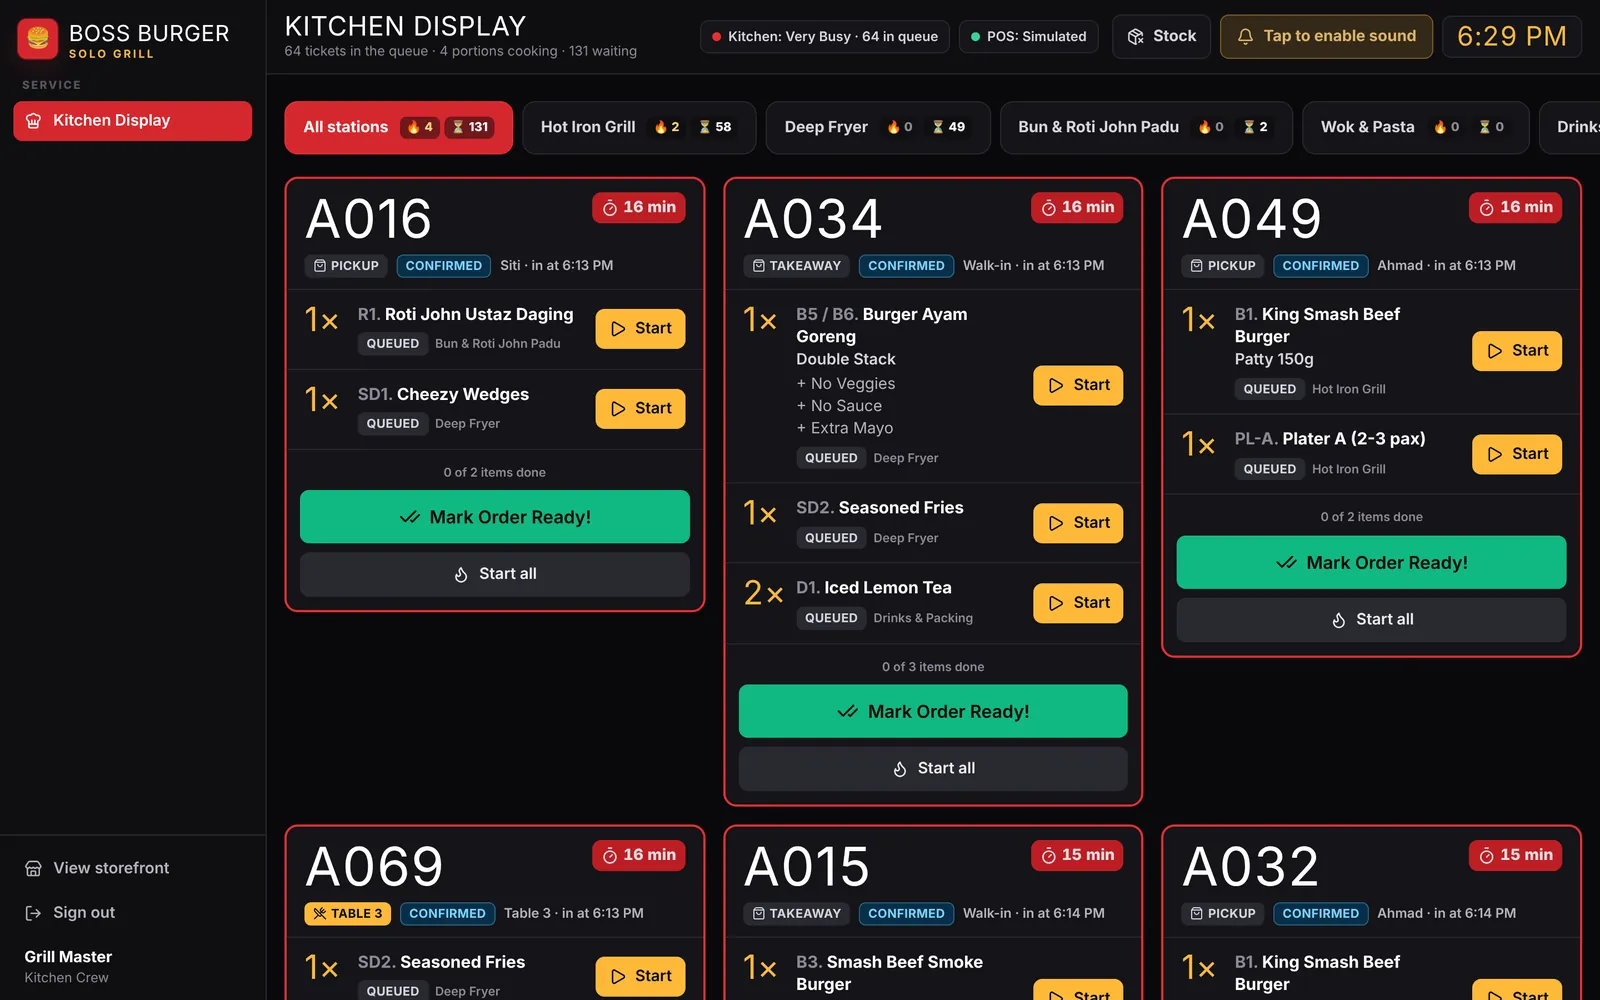 BOSS BURGER
SOLO GRILL
SERVICE
Kitchen Display
View storefront
Sign out
Grill Master
Kitchen Crew
KITCHEN DISPLAY
64 tickets in the queue · 4 portions cooking · 131 waiting
Kitchen: Very Busy · 64 in queue
POS: Simulated
Stock
Tap to enable sound
6:29 PM
All stations 🔥 4 ⏳ 131
Hot Iron Grill 🔥 2 ⏳ 58
Deep Fryer 🔥 0 ⏳ 49
Bun & Roti John Padu 🔥 0 ⏳ 2
Wok & Pasta 🔥 0 ⏳ 0
Drinks
A016
16 min
PICKUP CONFIRMED Siti · in at 6:13 PM
1× R1. Roti John Ustaz Daging
QUEUED Bun & Roti John Padu
Start
1× SD1. Cheezy Wedges
QUEUED Deep Fryer
Start
0 of 2 items done
Mark Order Ready!
Start all
A034
16 min
TAKEAWAY CONFIRMED Walk-in · in at 6:13 PM
1× B5 / B6. Burger Ayam
Goreng
Double Stack
+ No Veggies
+ No Sauce
+ Extra Mayo
QUEUED Deep Fryer
Start
1× SD2. Seasoned Fries
QUEUED Deep Fryer
Start
2× D1. Iced Lemon Tea
QUEUED Drinks & Packing
Start
0 of 3 items done
Mark Order Ready!
Start all
A049
16 min
PICKUP CONFIRMED Ahmad · in at 6:13 PM
1× B1. King Smash Beef
Burger
Patty 150g
QUEUED Hot Iron Grill
Start
1× PL-A. Plater A (2-3 pax)
QUEUED Hot Iron Grill
Start
0 of 2 items done
Mark Order Ready!
Start all
A069
16 min
TABLE 3 CONFIRMED Table 3 · in at 6:13 PM
1× SD2. Seasoned Fries
QUEUED Deep Fryer
Start
A015
15 min
TAKEAWAY CONFIRMED Walk-in · in at 6:14 PM
1× B3. Smash Beef Smoke
Burger
Start
A032
15 min
PICKUP CONFIRMED Ahmad · in at 6:14 PM
1× B1. King Smash Beef
Burger
Start